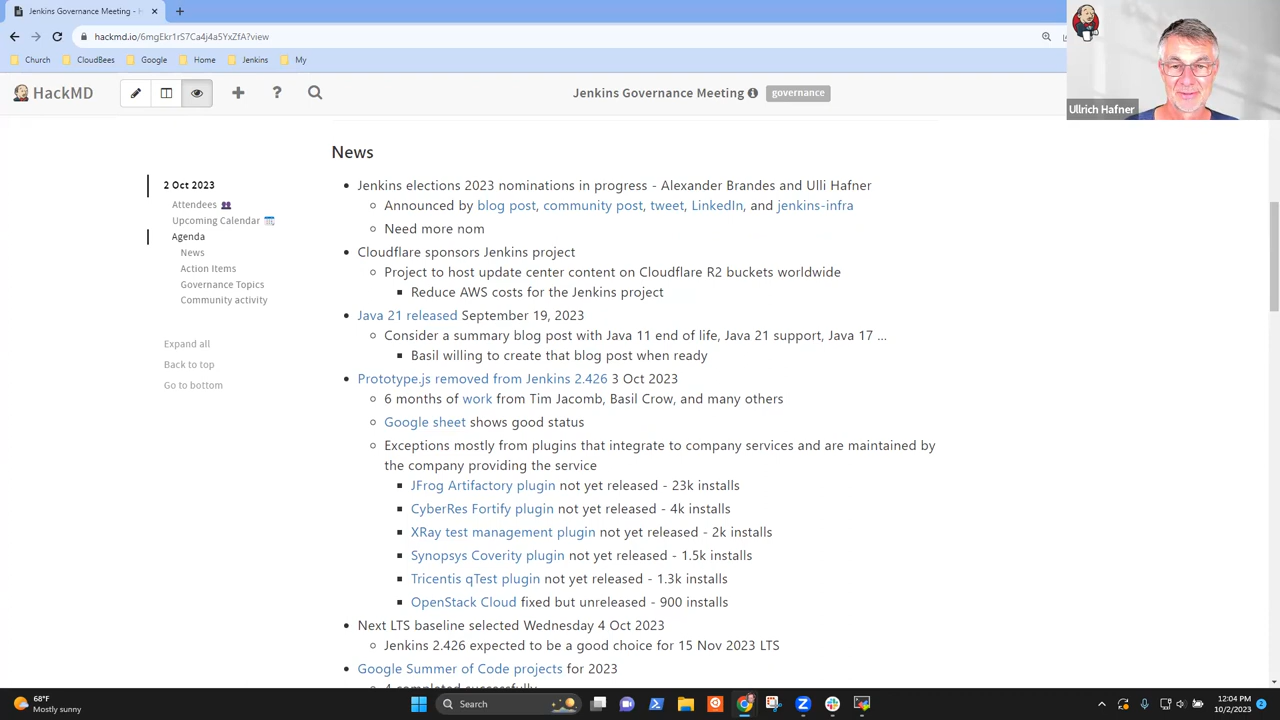 Jenkins Governance Meeting - H
hackmd.io/6mgEkr1rS7Ca4j4a5YxZfA?view
Church
CloudBees
Google
Home
Jenkins
My
Ullrich Hafner
HackMD
Jenkins Governance Meeting
governance
2 Oct 2023
Attendees
Upcoming Calendar
Agenda
News
Action Items
Governance Topics
Community activity
Expand all
Back to top
Go to bottom
News
Jenkins elections 2023 nominations in progress - Alexander Brandes and Ulli Hafner
Announced by blog post, community post, tweet, LinkedIn, and jenkins-infra
Need more nom
Cloudflare sponsors Jenkins project
Project to host update center content on Cloudflare R2 buckets worldwide
Reduce AWS costs for the Jenkins project
Java 21 released September 19, 2023
Consider a summary blog post with Java 11 end of life, Java 21 support, Java 17 ...
Basil willing to create that blog post when ready
Prototype.js removed from Jenkins 2.426 3 Oct 2023
6 months of work from Tim Jacomb, Basil Crow, and many others
Google sheet shows good status
Exceptions mostly from plugins that integrate to company services and are maintained by
the company providing the service
JFrog Artifactory plugin not yet released - 23k installs
CyberRes Fortify plugin not yet released - 4k installs
XRay test management plugin not yet released - 2k installs
Synopsys Coverity plugin not yet released - 1.5k installs
Tricentis qTest plugin not yet released - 1.3k installs
OpenStack Cloud fixed but unreleased - 900 installs
Next LTS baseline selected Wednesday 4 Oct 2023
Jenkins 2.426 expected to be a good choice for 15 Nov 2023 LTS
Google Summer of Code projects for 2023
4 completed successfully
68°F
Mostly sunny
Search
12:04 PM
10/2/2023
2